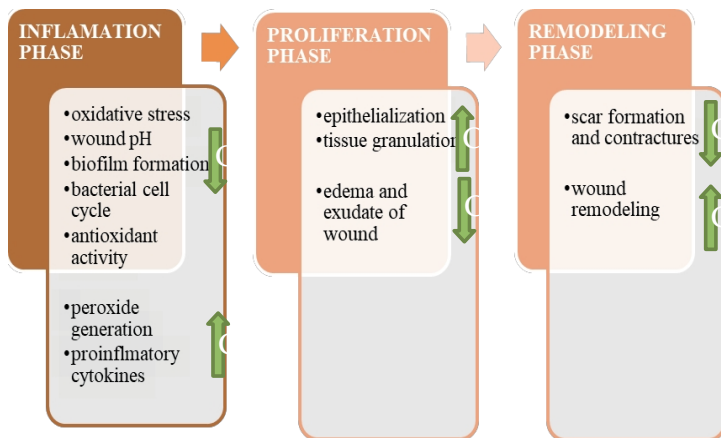 INFLAMATION
PHASE
•oxidative stress
•wound pH
•biofilm formation
•bacterial cell
cycle
•antioxidant
activity
•peroxide
generation
•proinflmatory
cytokines
PROLIFERATION
PHASE
•epithelialization
•tissue granulation
•edema and
exudate of
wound
REMODELING
PHASE
•scar formation
and contractures
•wound
remodeling